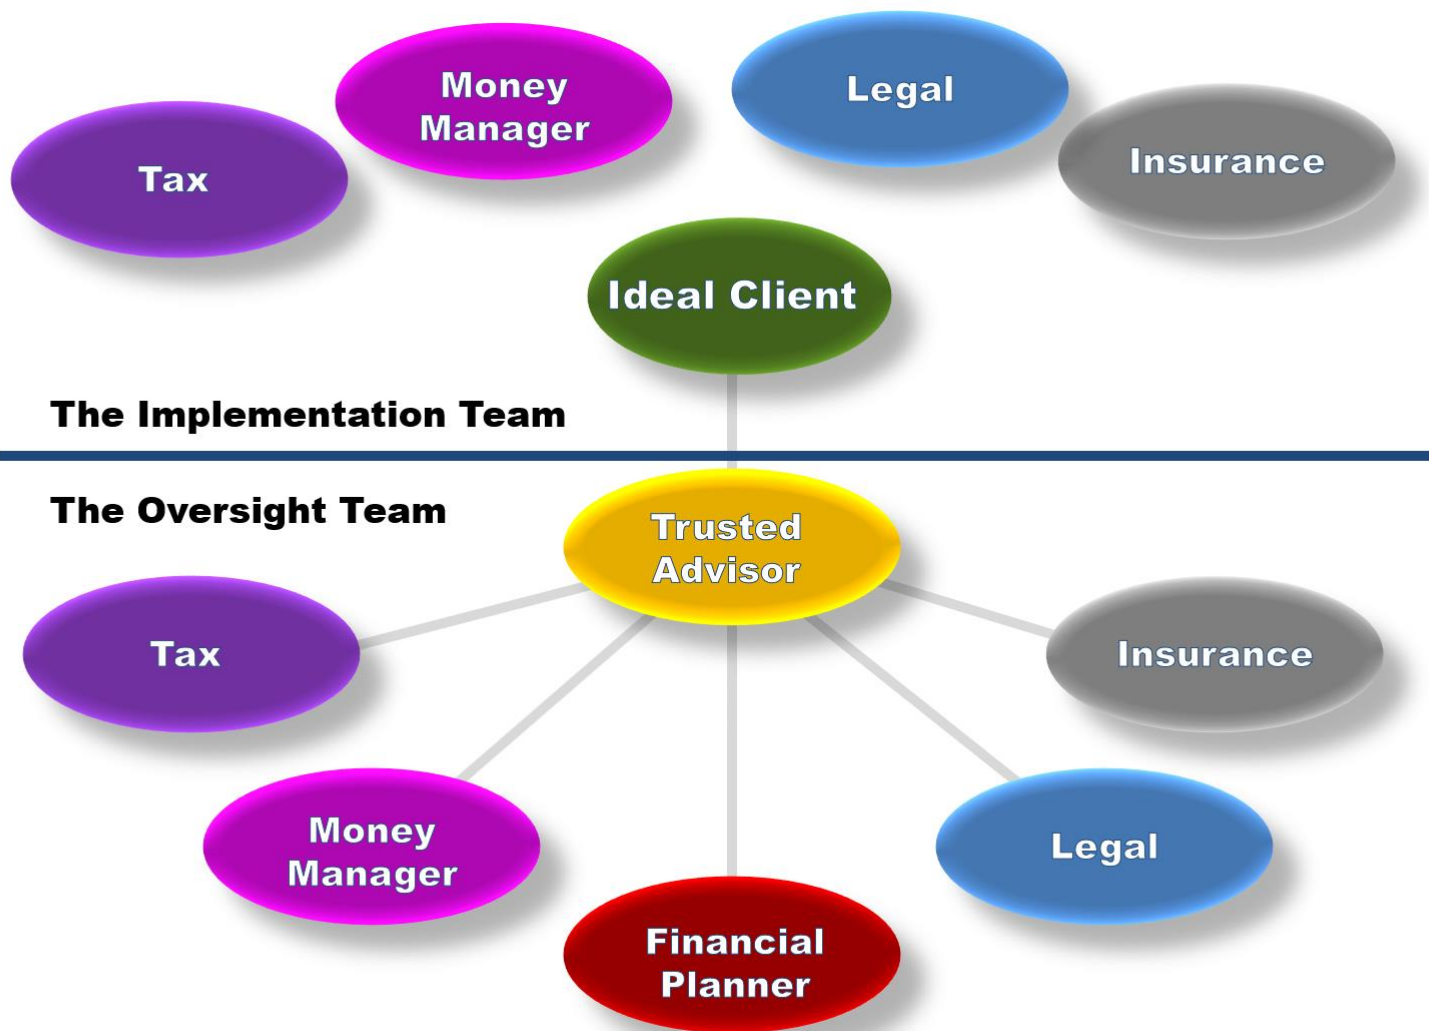 Money
Manager
Legal
Tax
Insurance
Ideal Client
The Implementation Team
The Oversight Team
Trusted
Advisor
Tax
Insurance
Money
Manager
Legal
Financial
Planner